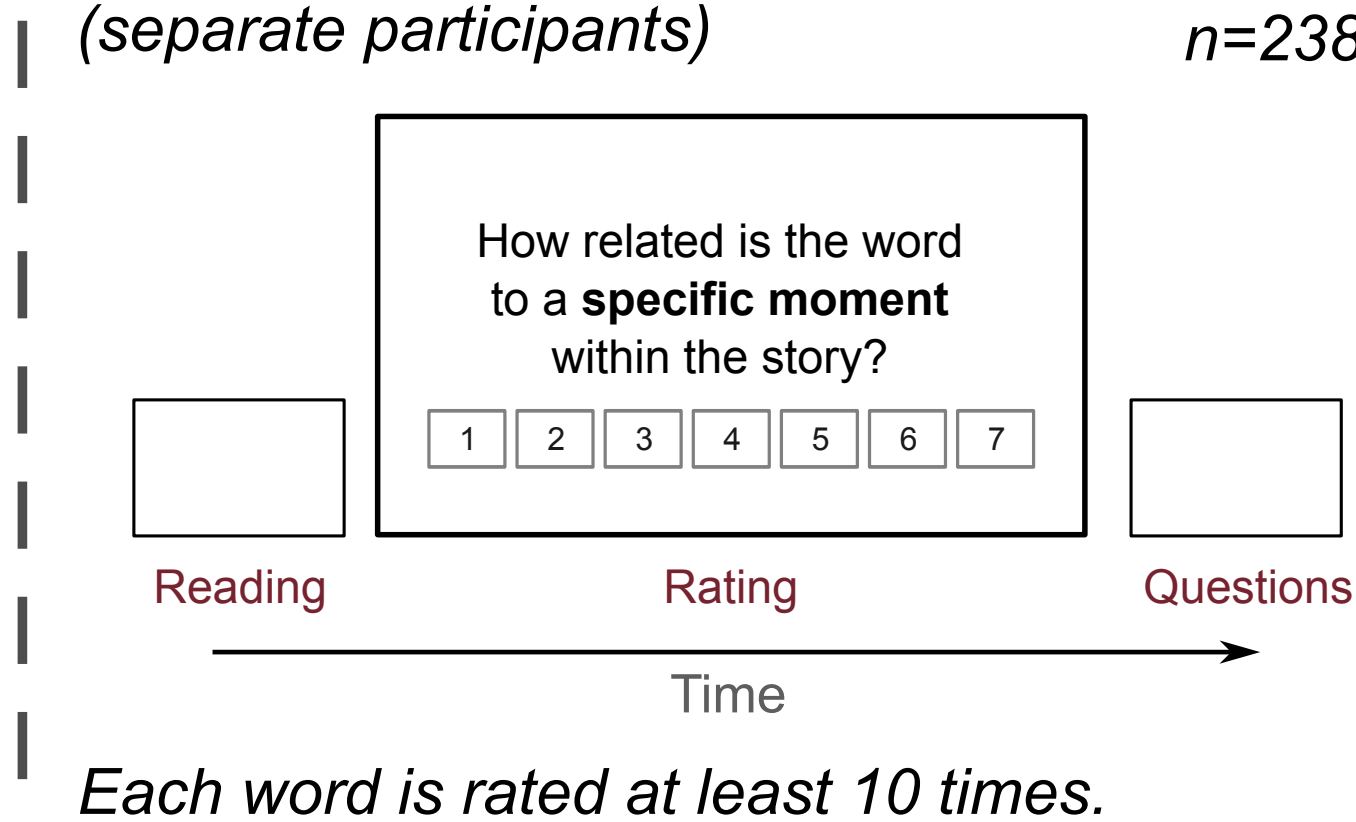 (separate participants)
n=238
How related is the word
to a specific moment
within the story?
1 2 3 4 5 6 7
Reading
Rating
Questions
Time
Each word is rated at least 10 times.